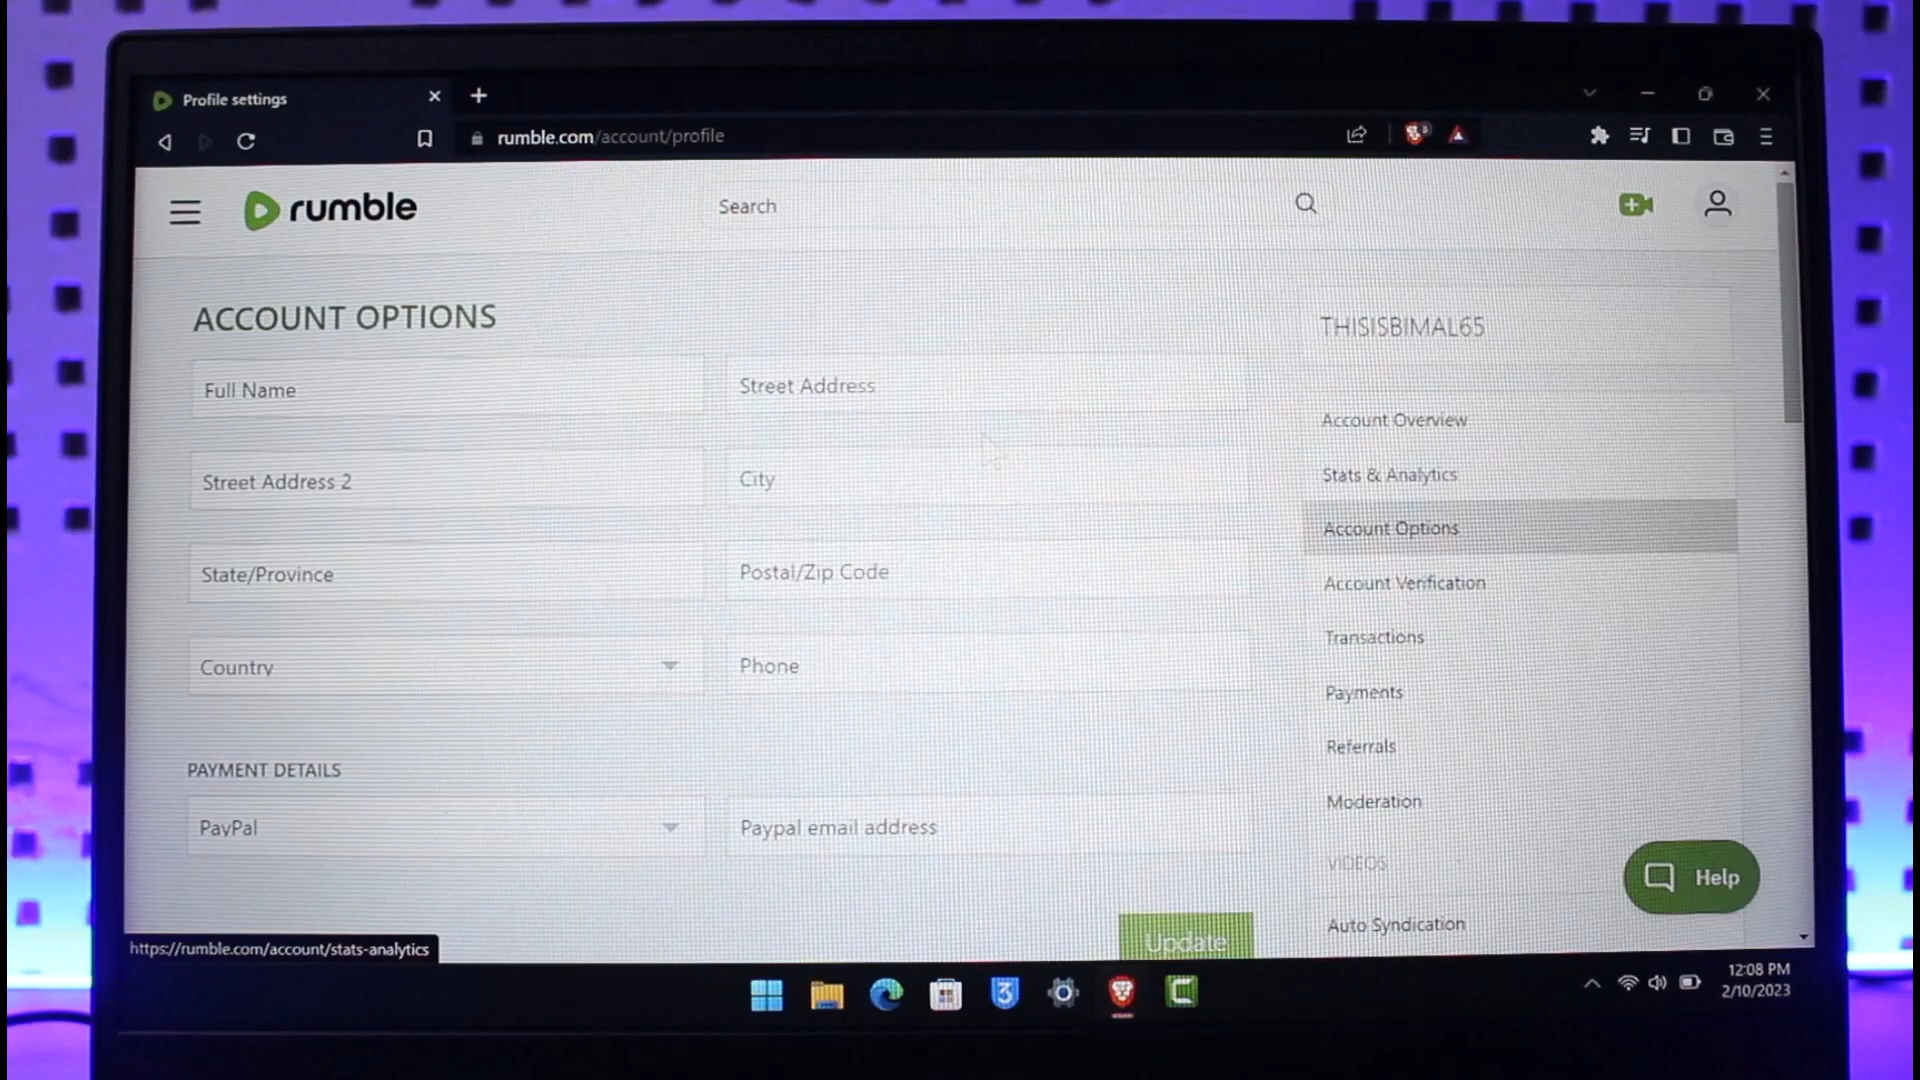 Profile settings
rumble.com/account/profile
rumble
Search
ACCOUNT OPTIONS
Full Name
Street Address
Street Address 2
City
State/Province
Postal/Zip Code
Country
Phone
PAYMENT DETAILS
PayPal
Paypal email address
Update
THISISBIMAL65
Account Overview
Stats & Analytics
Account Options
Account Verification
Transactions
Payments
Referrals
Moderation
VIDEOS
Auto Syndication
Help
https://rumble.com/account/stats-analytics
3
12:08 PM
2/10/2023